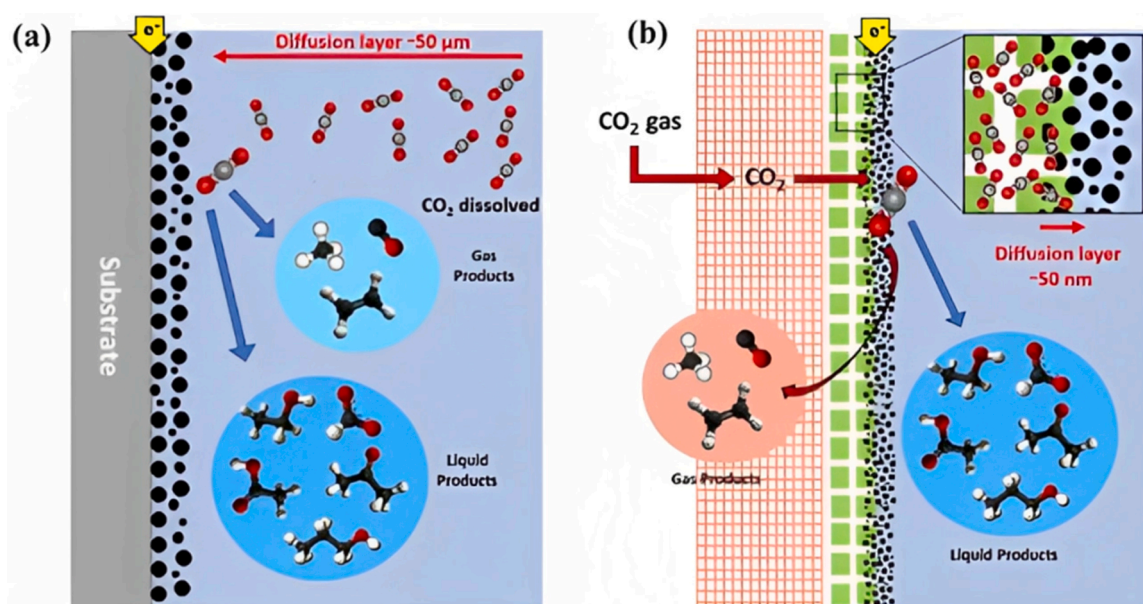 (a)
e⁻
Diffusion layer ~50 µm
CO₂ dissolved
Gas
Products
Substrate
Liquid
Products
(b)
e⁻
CO₂ gas
CO₂
Diffusion layer
~50 nm
Gas Products
Liquid Products